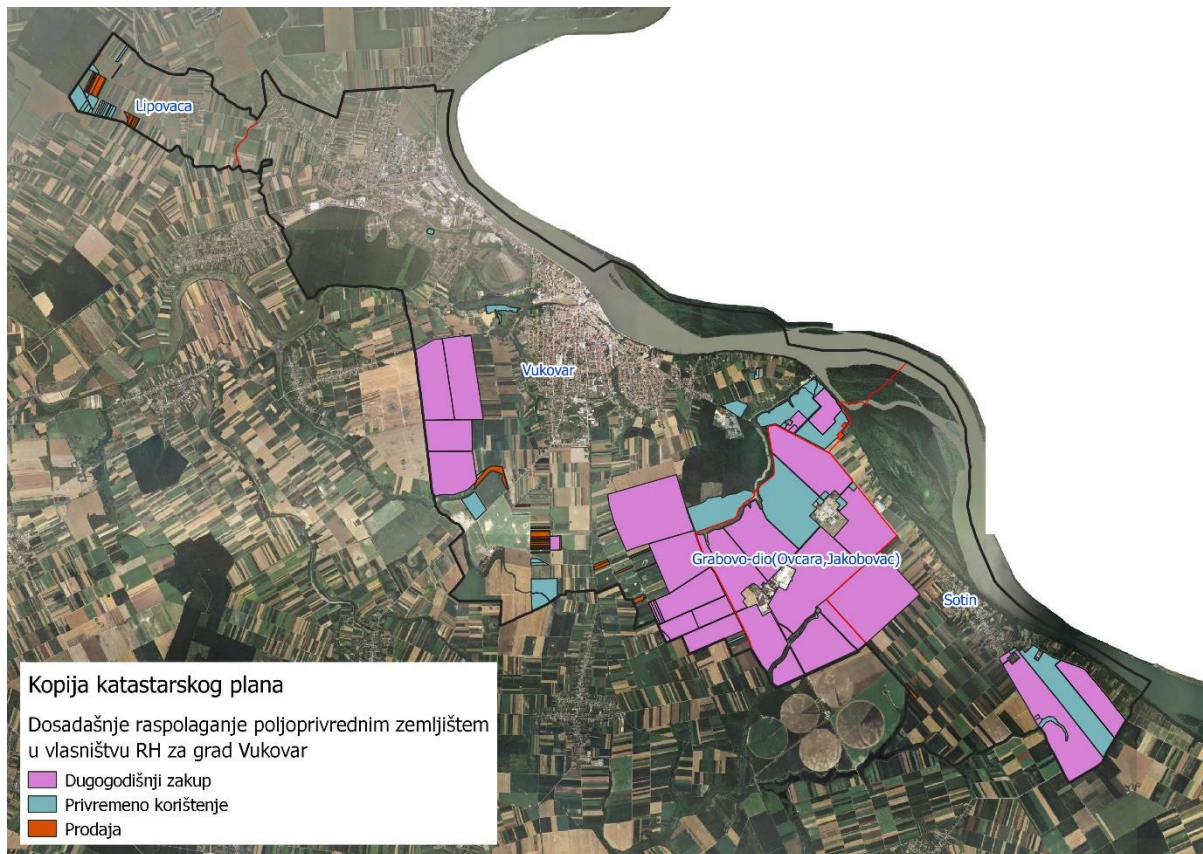 Lipovaca
Vukovar
Grabovo-dio(Ovcara,Jakobovac)
Sotin
Kopija katastarskog plana
Dosadašnje raspolaganje poljoprivrednim zemljištem
u vlasništvu RH za grad Vukovar
Dugogodišnji zakup
Privremeno korištenje
Prodaja